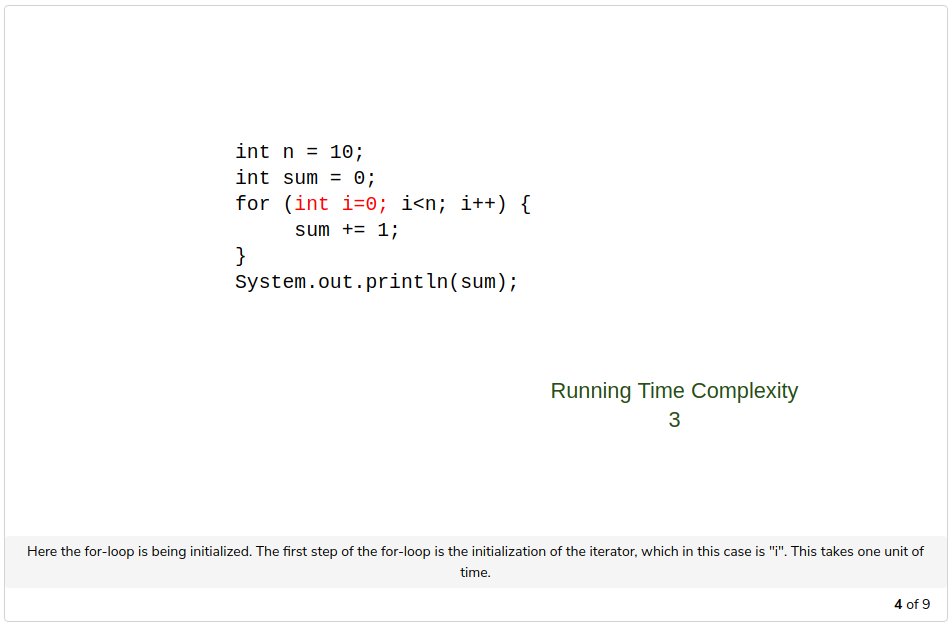 int n = 10;
int sum = 0;
for (int i=0; i<n; i++) {
     sum += 1;
}
System.out.println(sum);
Running Time Complexity
3
Here the for-loop is being initialized. The first step of the for-loop is the initialization of the iterator, which in this case is "i". This takes one unit of
time.
4 of 9